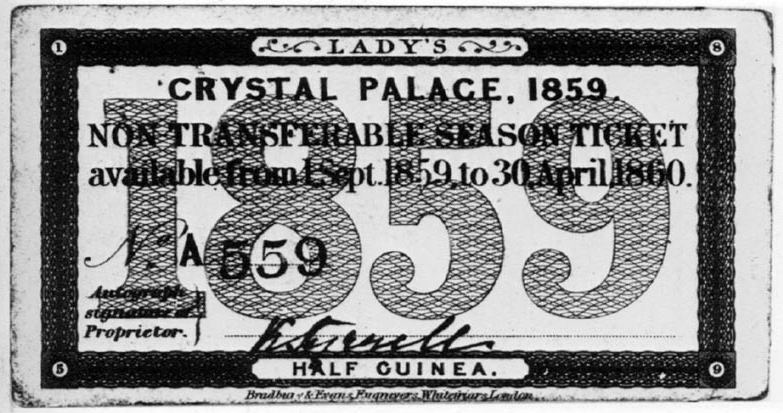 1 LADY'S 8
CRYSTAL PALACE, 1859.
1859
NON TRANSFERABLE SEASON TICKET
available from 1 Sept. 1859, to 30, April, 1860.
No. A 559
Autograph
signature of
Proprietor.
5 HALF GUINEA. 9
Bradbury & Evans, Engravers, Whitefriars, London.